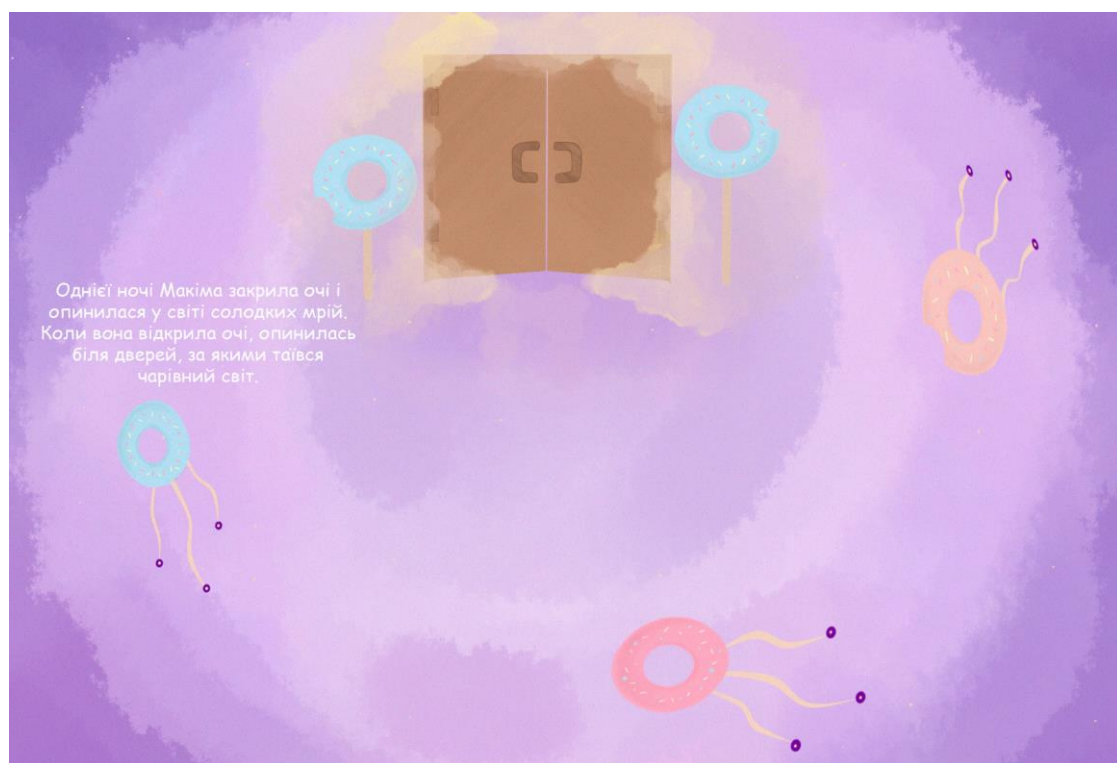 Однієї ночі Макіма закрила очі і
опинилася у світі солодких мрій.
Коли вона відкрила очі, опинилась
біля дверей, за якими таївся
чарівний світ.